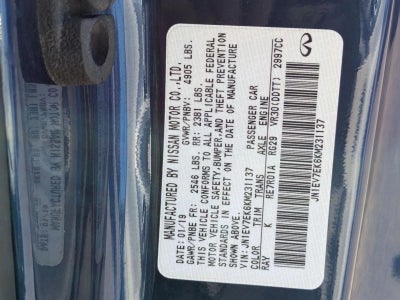 MANUFACTURED BY NISSAN MOTOR CO.,LTD.
DATE:01/19 GVWR/PNBV: 4905 LBS.
GAWR/PNBE FR: 2546 LBS. RR: 2381 LBS.
THIS VEHICLE CONFORMS TO ALL APPLICABLE FEDERAL
MOTOR VEHICLE SAFETY,BUMPER,AND THEFT PREVENTION
STANDARDS IN EFFECT ON THE DATE OF MANUFACTURE
SHOWN ABOVE.
VIN:JN1EV7EK6KM231137 PASSENGER CAR
COLOR TRIM TRANS AXLE ENGINE
RAY K RE7R01A RG29 VR30(DDTT) 2997CC
JN1EV7EK6KM231137